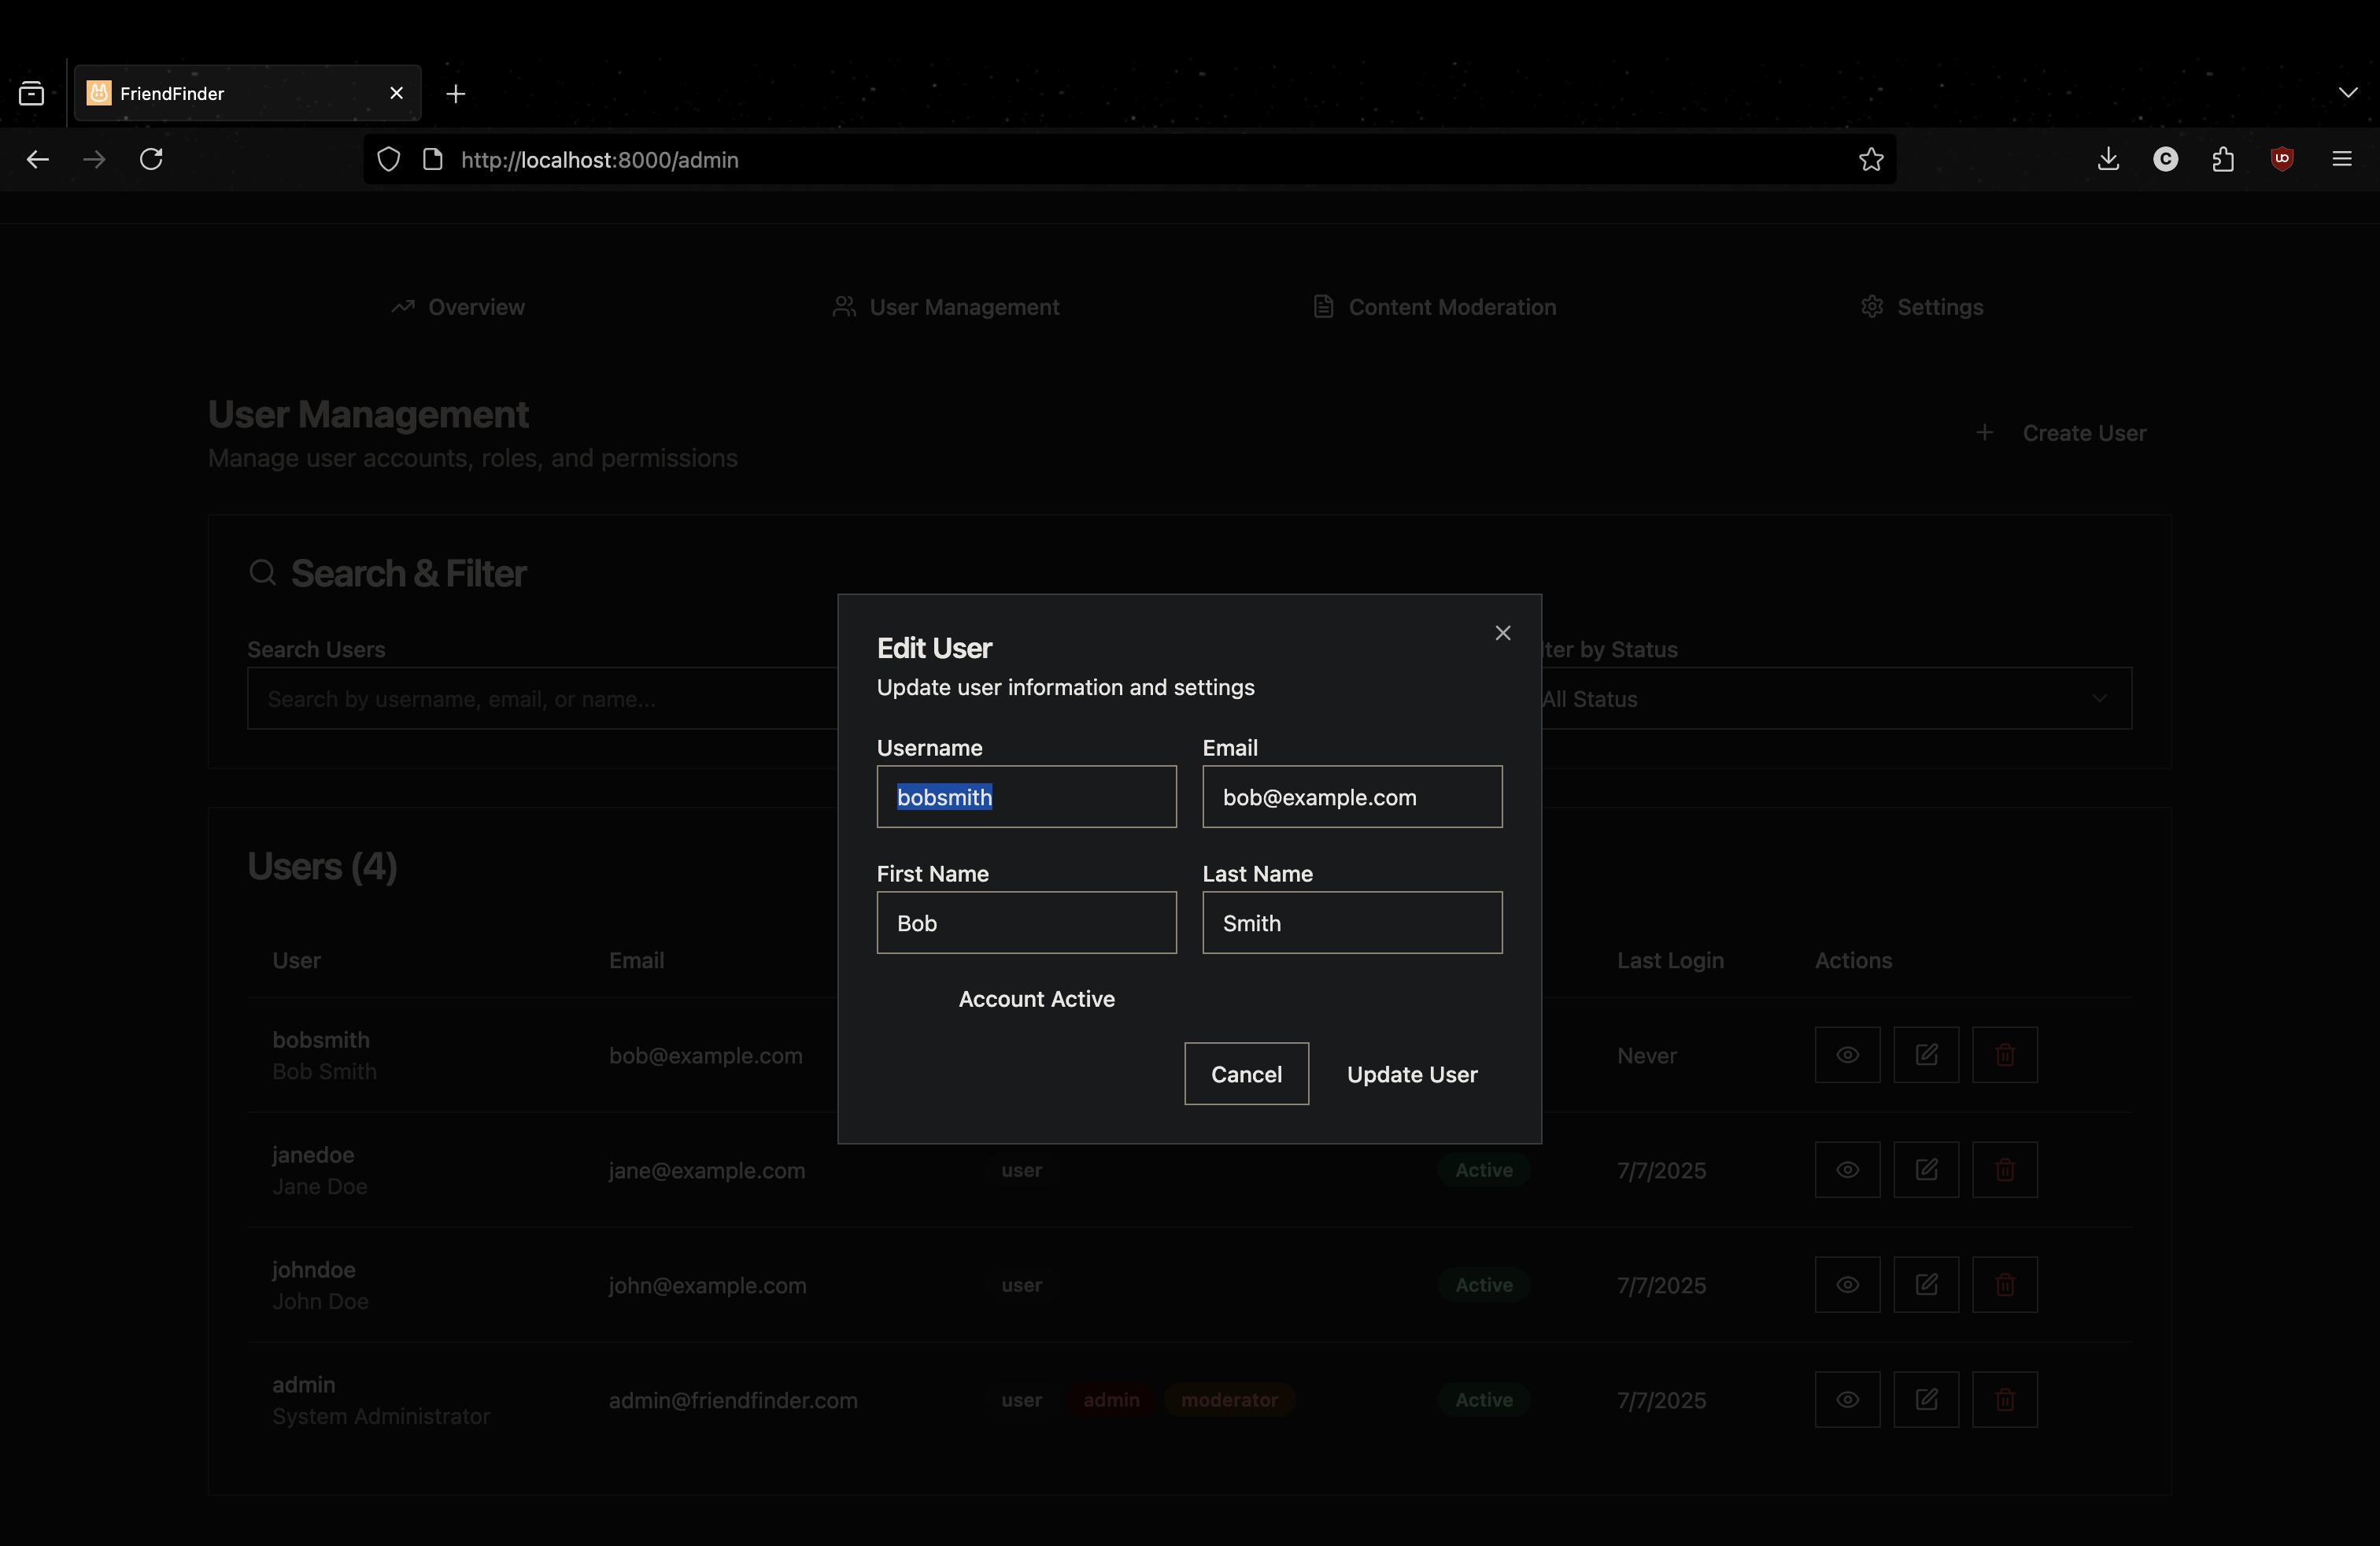 FriendFinder
http://localhost:8000/admin
Overview
User Management
Content Moderation
Settings
User Management
Manage user accounts, roles, and permissions
Create User
Search & Filter
Search Users
Search by username, email, or name...
lter by Status
All Status
Edit User
Update user information and settings
Username
Email
bobsmith
bob@example.com
First Name
Last Name
Bob
Smith
Account Active
Cancel
Update User
Users (4)
User
Email
Last Login
Actions
bobsmith
Bob Smith
bob@example.com
Never
janedoe
Jane Doe
jane@example.com
user
Active
7/7/2025
johndoe
John Doe
john@example.com
user
Active
7/7/2025
admin
System Administrator
admin@friendfinder.com
user
admin
moderator
Active
7/7/2025